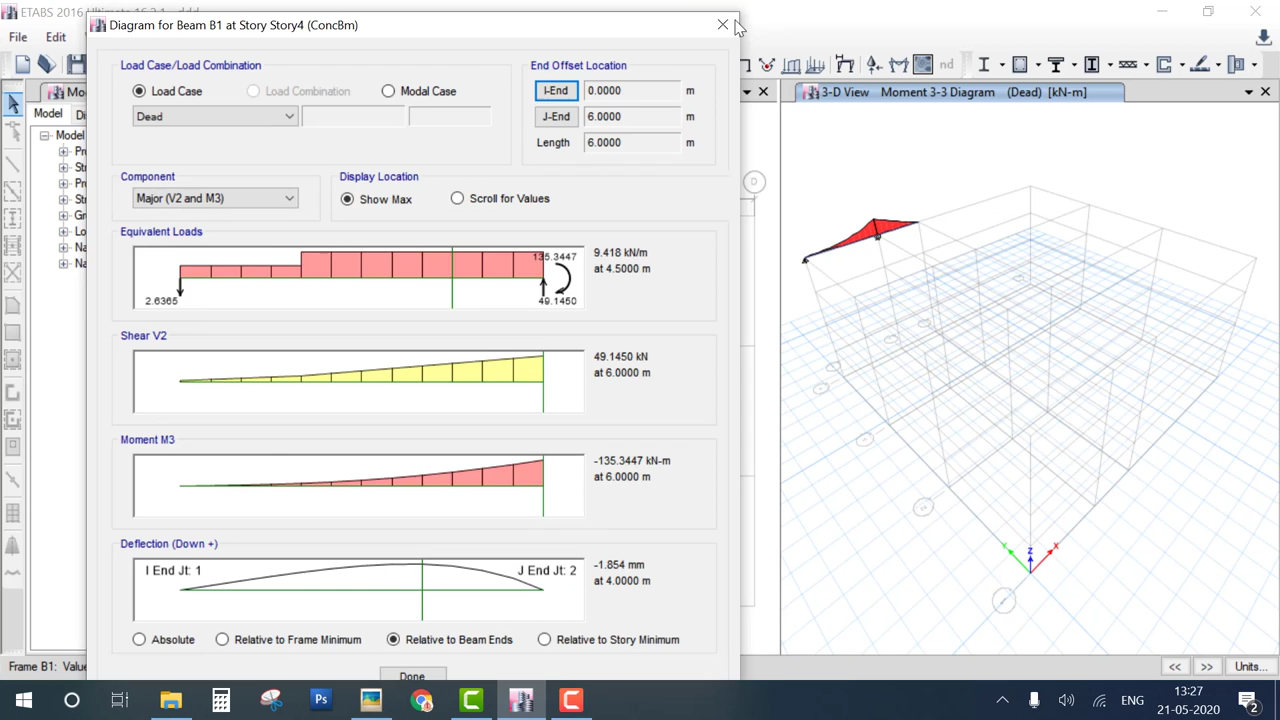 Diagram for Beam B1 at Story Story4 (ConcBm)
File Edit
Load Case/Load Combination
Load Case
Load Combination
Modal Case
Dead
End Offset Location
I-End 0.0000 m
J-End 6.0000 m
Length 6.0000 m
Component
Major (V2 and M3)
Display Location
Show Max
Scroll for Values
Equivalent Loads
135.3447
2.6365
49.1450
9.418 kN/m
at 4.5000 m
Shear V2
49.1450 kN
at 6.0000 m
Moment M3
-135.3447 kN-m
at 6.0000 m
Deflection (Down +)
I End Jt: 1
J End Jt: 2
-1.854 mm
at 4.0000 m
Absolute
Relative to Frame Minimum
Relative to Beam Ends
Relative to Story Minimum
Done
Model
Model
nd
3-D View Moment 3-3 Diagram (Dead) [kN-m]
D
Y
Z
X
Frame B1:
<< >> Units...
Ps
ENG
13:27
21-05-2020
2